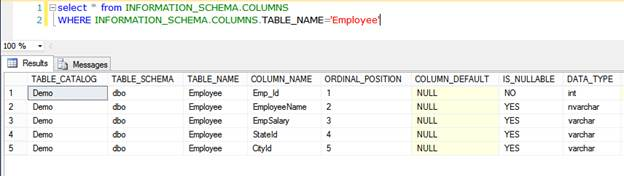 1 select * from INFORMATION_SCHEMA.COLUMNS
2 WHERE INFORMATION_SCHEMA.COLUMNS.TABLE_NAME='Employee'
100 %
Results Messages
TABLE_CATALOG TABLE_SCHEMA TABLE_NAME COLUMN_NAME ORDINAL_POSITION COLUMN_DEFAULT IS_NULLABLE DATA_TYPE
1 Demo dbo Employee Emp_Id 1 NULL NO int
2 Demo dbo Employee EmployeeName 2 NULL YES nvarchar
3 Demo dbo Employee EmpSalary 3 NULL YES varchar
4 Demo dbo Employee StateId 4 NULL YES varchar
5 Demo dbo Employee CityId 5 NULL YES varchar